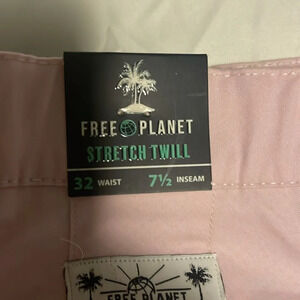 FREE PLANET
STRETCH TWILL
32 WAIST 7½ INSEAM
FREE PLANET